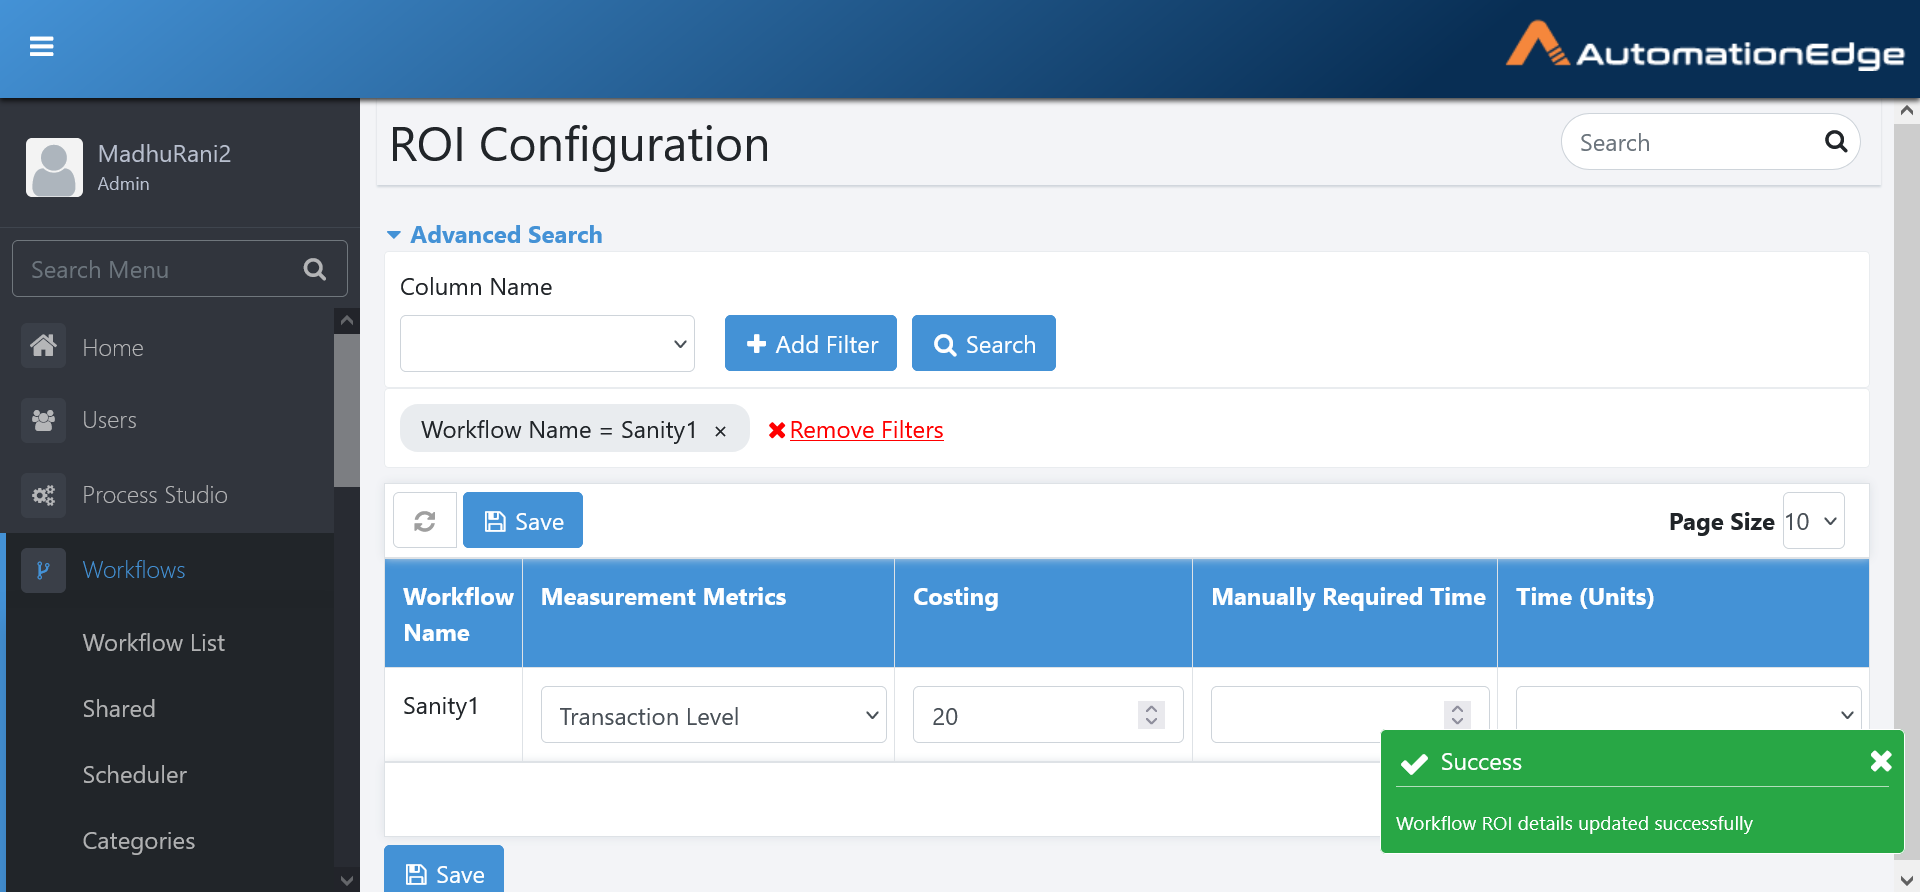 AutomationEdge
MadhuRani2
Admin
Search Menu
Home
Users
Process Studio
Workflows
Workflow List
Shared
Scheduler
Categories
ROI Configuration
Search
Advanced Search
Column Name
Add Filter
Search
Workflow Name = Sanity1 ×
Remove Filters
Save
Page Size 10
Workflow Name
Measurement Metrics
Costing
Manually Required Time
Time (Units)
Sanity1
Transaction Level
20
Success
Workflow ROI details updated successfully
Save